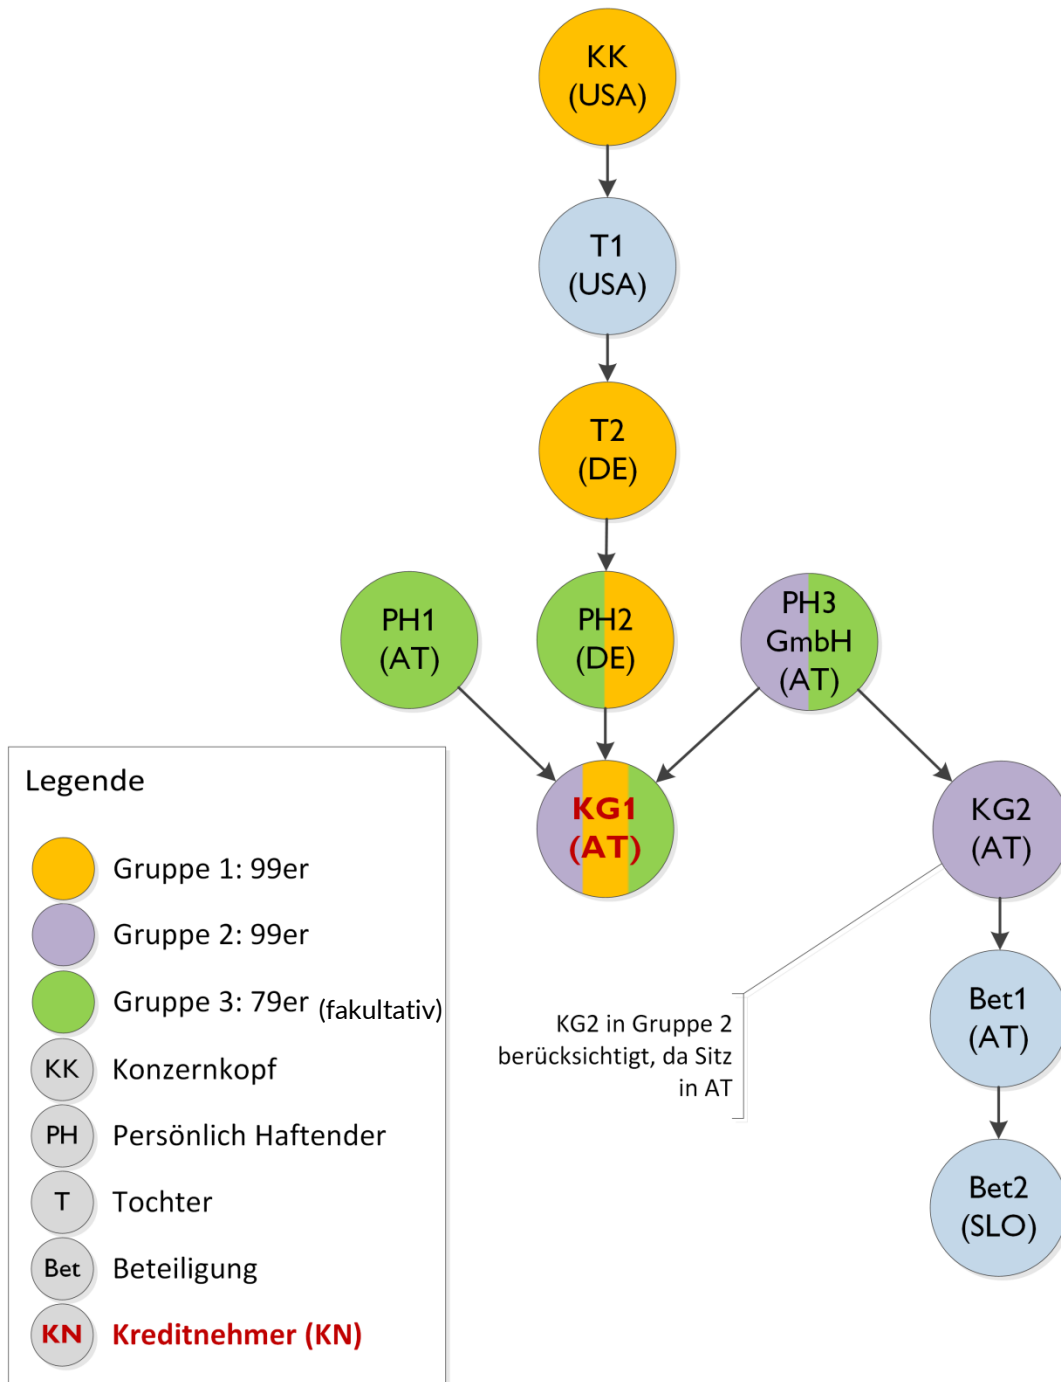 KK
(USA)
T1
(USA)
T2
(DE)
PH1
(AT)
PH2
(DE)
PH3
GmbH
(AT)
KG1
(AT)
KG2
(AT)
KG2 in Gruppe 2
berücksichtigt, da Sitz
in AT
Bet1
(AT)
Bet2
(SLO)
Legende
Gruppe 1: 99er
Gruppe 2: 99er
Gruppe 3: 79er (fakultativ)
KK Konzernkopf
PH Persönlich Haftender
T Tochter
Bet Beteiligung
KN Kreditnehmer (KN)